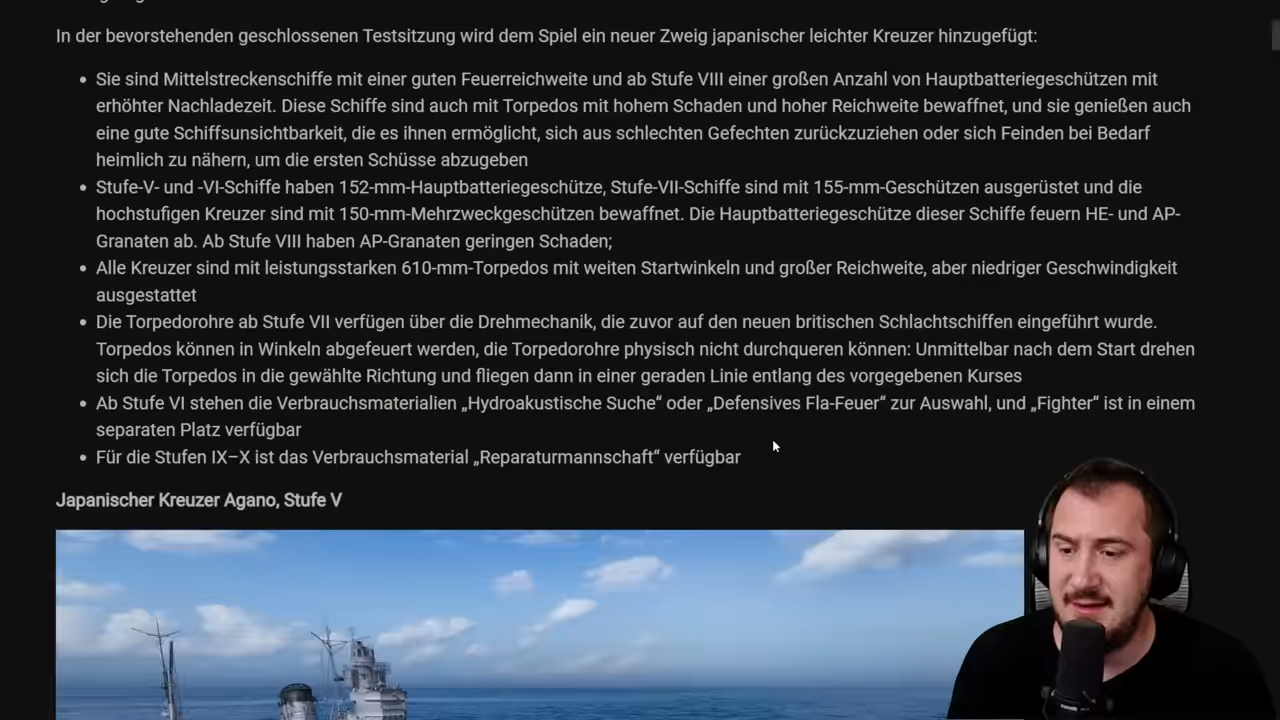 In der bevorstehenden geschlossenen Testsitzung wird dem Spiel ein neuer Zweig japanischer leichter Kreuzer hinzugefügt:
Sie sind Mittelstreckenschiffe mit einer guten Feuerreichweite und ab Stufe VIII einer großen Anzahl von Hauptbatteriegeschützen mit
erhöhter Nachladezeit. Diese Schiffe sind auch mit Torpedos mit hohem Schaden und hoher Reichweite bewaffnet, und sie genießen auch
eine gute Schiffsunsichtbarkeit, die es ihnen ermöglicht, sich aus schlechten Gefechten zurückzuziehen oder sich Feinden bei Bedarf
heimlich zu nähern, um die ersten Schüsse abzugeben
Stufe-V- und -VI-Schiffe haben 152-mm-Hauptbatteriegeschütze, Stufe-VII-Schiffe sind mit 155-mm-Geschützen ausgerüstet und die
hochstufigen Kreuzer sind mit 150-mm-Mehrzweckgeschützen bewaffnet. Die Hauptbatteriegeschütze dieser Schiffe feuern HE- und AP-
Granaten ab. Ab Stufe VIII haben AP-Granaten geringen Schaden;
Alle Kreuzer sind mit leistungsstarken 610-mm-Torpedos mit weiten Startwinkeln und großer Reichweite, aber niedriger Geschwindigkeit
ausgestattet
Die Torpedorohre ab Stufe VII verfügen über die Drehmechanik, die zuvor auf den neuen britischen Schlachtschiffen eingeführt wurde.
Torpedos können in Winkeln abgefeuert werden, die Torpedorohre physisch nicht durchqueren können: Unmittelbar nach dem Start drehen
sich die Torpedos in die gewählte Richtung und fliegen dann in einer geraden Linie entlang des vorgegebenen Kurses
Ab Stufe VI stehen die Verbrauchsmaterialien „Hydroakustische Suche“ oder „Defensives Fla-Feuer“ zur Auswahl, und „Fighter“ ist in einem
separaten Platz verfügbar
Für die Stufen IX–X ist das Verbrauchsmaterial „Reparaturmannschaft“ verfügbar
Japanischer Kreuzer Agano, Stufe V